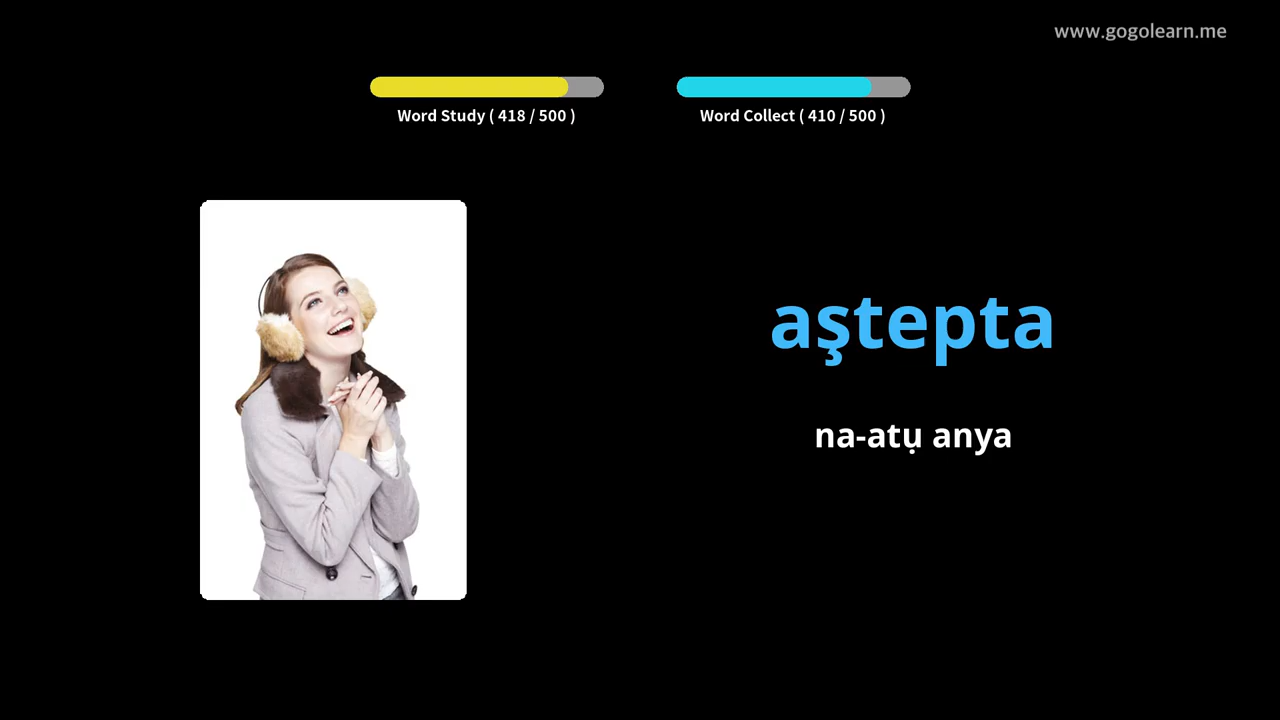 www.gogolearn.me
Word Study ( 418 / 500 )
Word Collect ( 410 / 500 )
aştepta
na-atụ anya